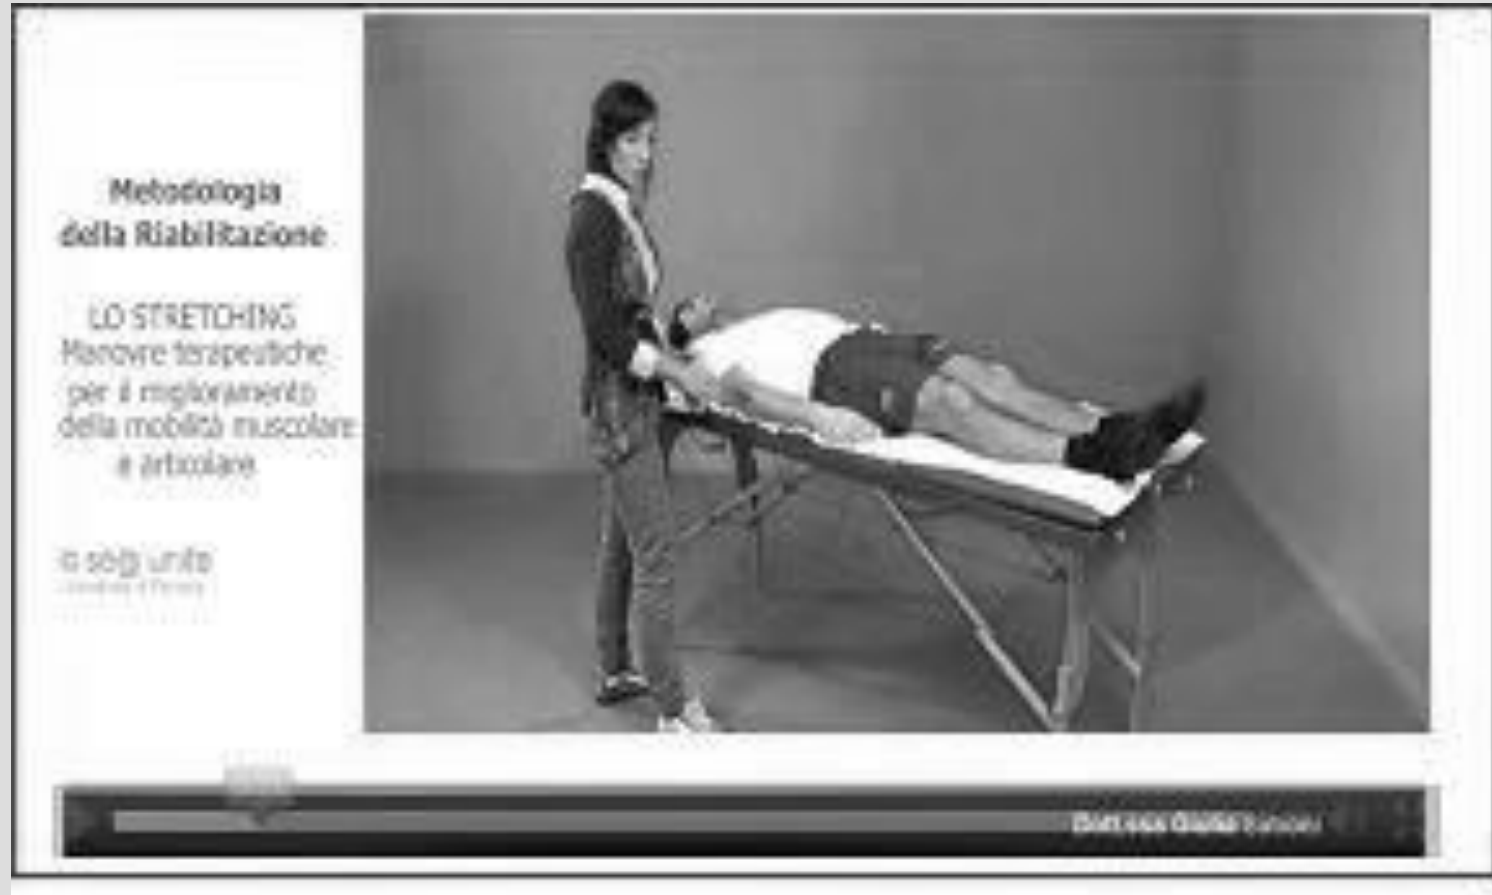 Metodologia
della Riabilitazione
LO STRETCHING
Manovre terapeutiche
per il miglioramento
della mobilità muscolare
e articolare
Dott.ssa Giulia